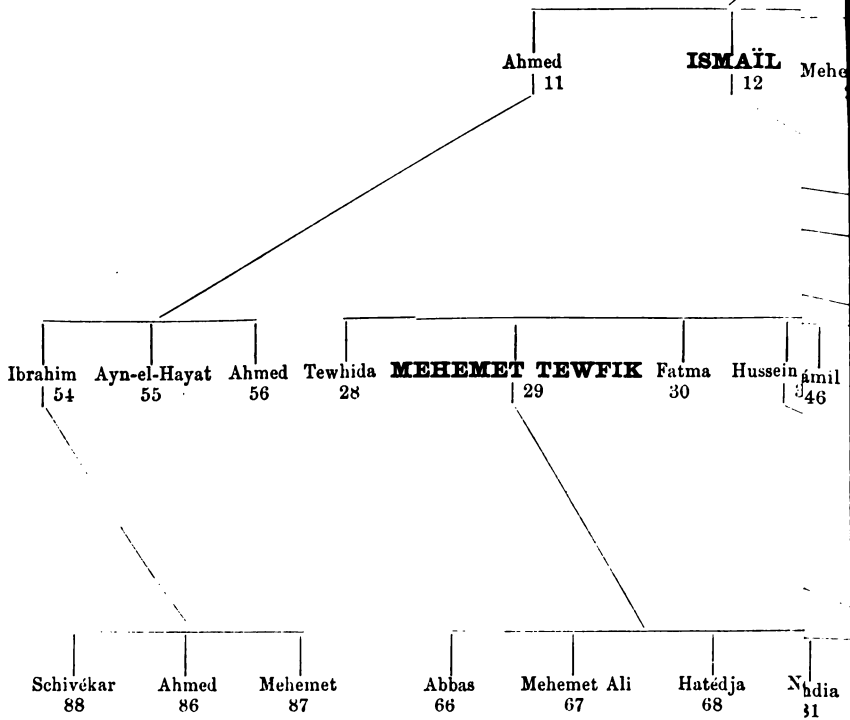 Ahmed ISMAÏL
11 12
Ibrahim Ayn-el-Hayat Ahmed Tewhida MEHEMET TEWFIK Fatma Hussein
54 55 56 28 29 30 46
Schivékar Ahmed Mehemet Abbas Mehemet Ali Hatédja
88 86 87 66 67 68